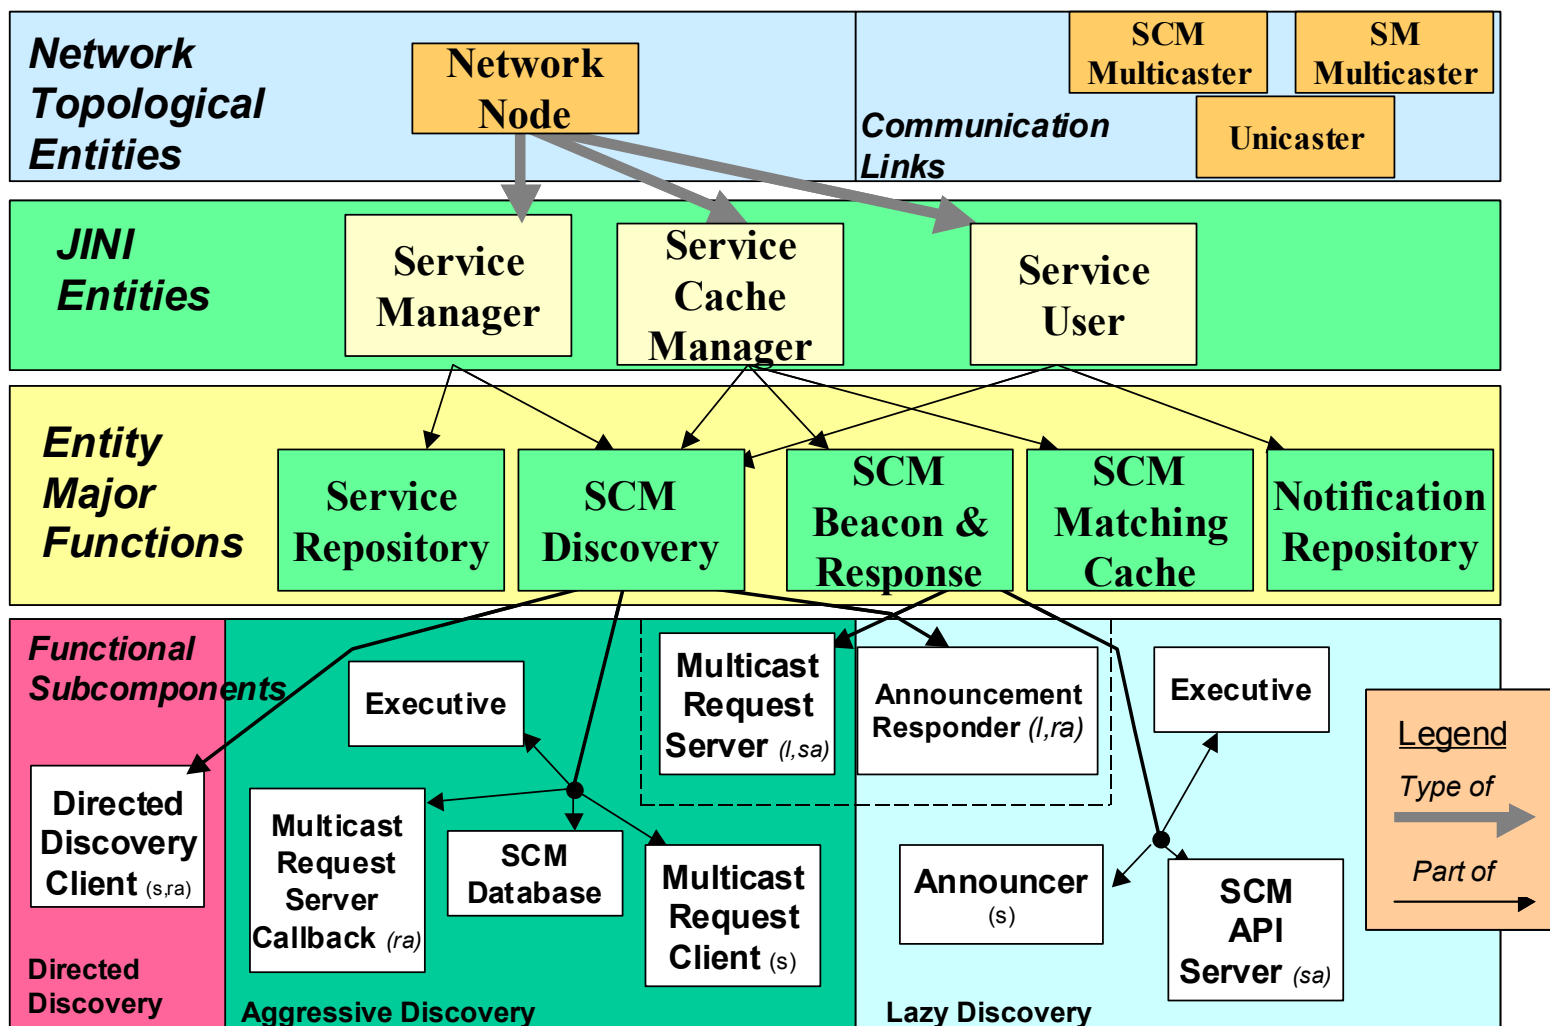 Network
Topological
Entities
Network
Node
SCM
Multicaster
SM
Multicaster
Communication
Links
Unicaster
JINI
Entities
Service
Manager
Service
Cache
Manager
Service
User
Entity
Major
Functions
Service
Repository
SCM
Discovery
SCM
Beacon &
Response
SCM
Matching
Cache
Notification
Repository
Functional
Subcomponents
Directed
Discovery
Client (s,ra)
Directed
Discovery
Executive
Multicast
Request
Server
Callback (ra)
SCM
Database
Multicast
Request
Client (s)
Multicast
Request
Server (l,sa)
Aggressive Discovery
Announcement
Responder (l,ra)
Executive
Announcer
(s)
SCM
API
Server (sa)
Lazy Discovery
Legend
Type of
Part of